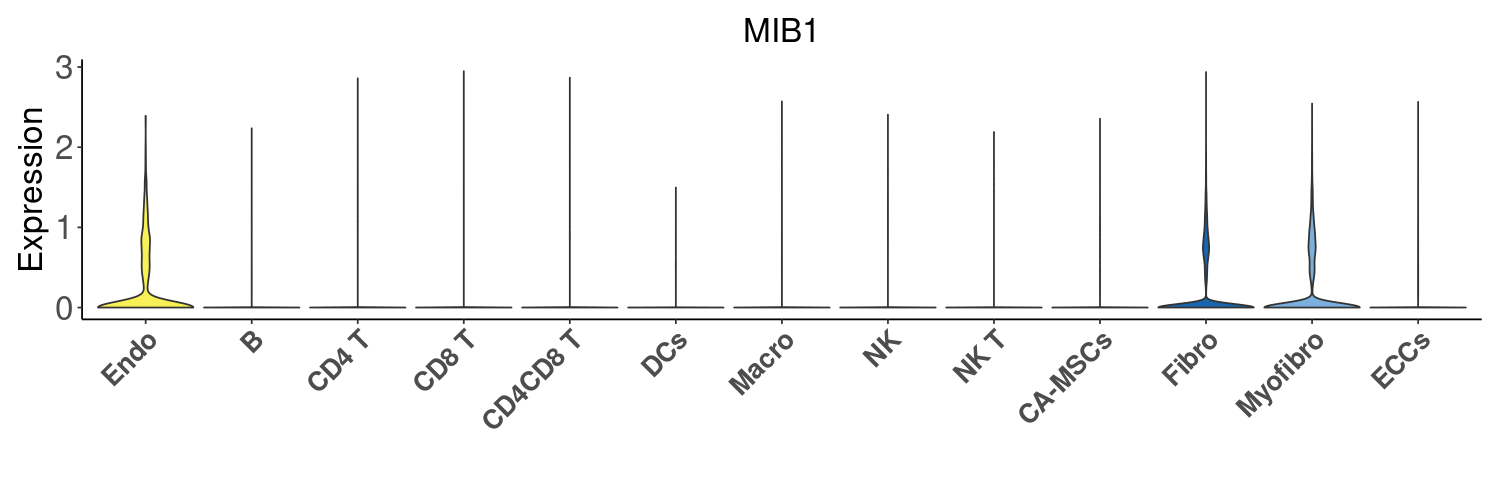 MIB1
Expression
3
2
1
0
Endo
B
CD4 T
CD8 T
CD4CD8 T
DCs
Macro
NK
NK T
CA-MSCs
Fibro
Myofibro
ECCs